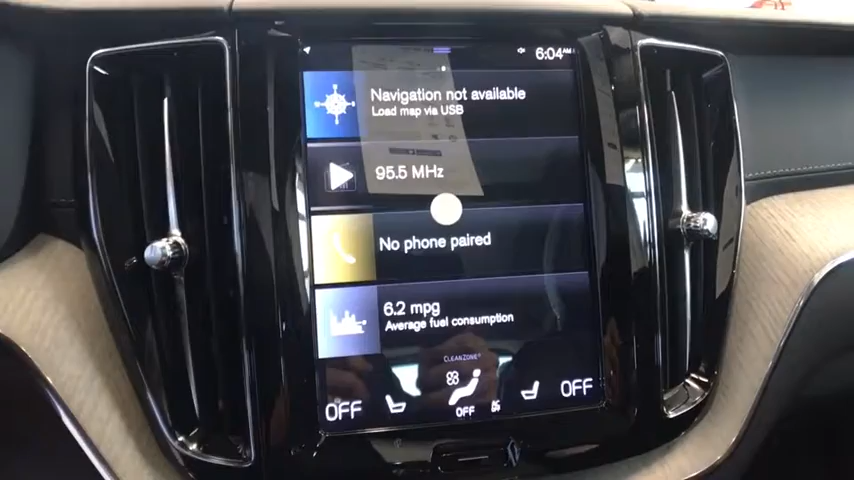 6:04AM
Navigation not available
Load map via USB
95.5 MHz
No phone paired
6.2 mpg
Average fuel consumption
CLEANZONE
OFF
OFF
OFF